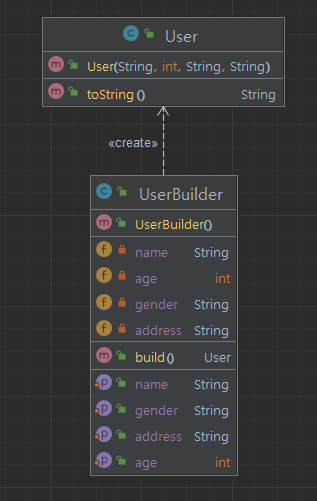 User
User(String, int, String, String)
toString() String
«create»
UserBuilder
UserBuilder()
name String
age int
gender String
address String
build() User
name String
gender String
address String
age int